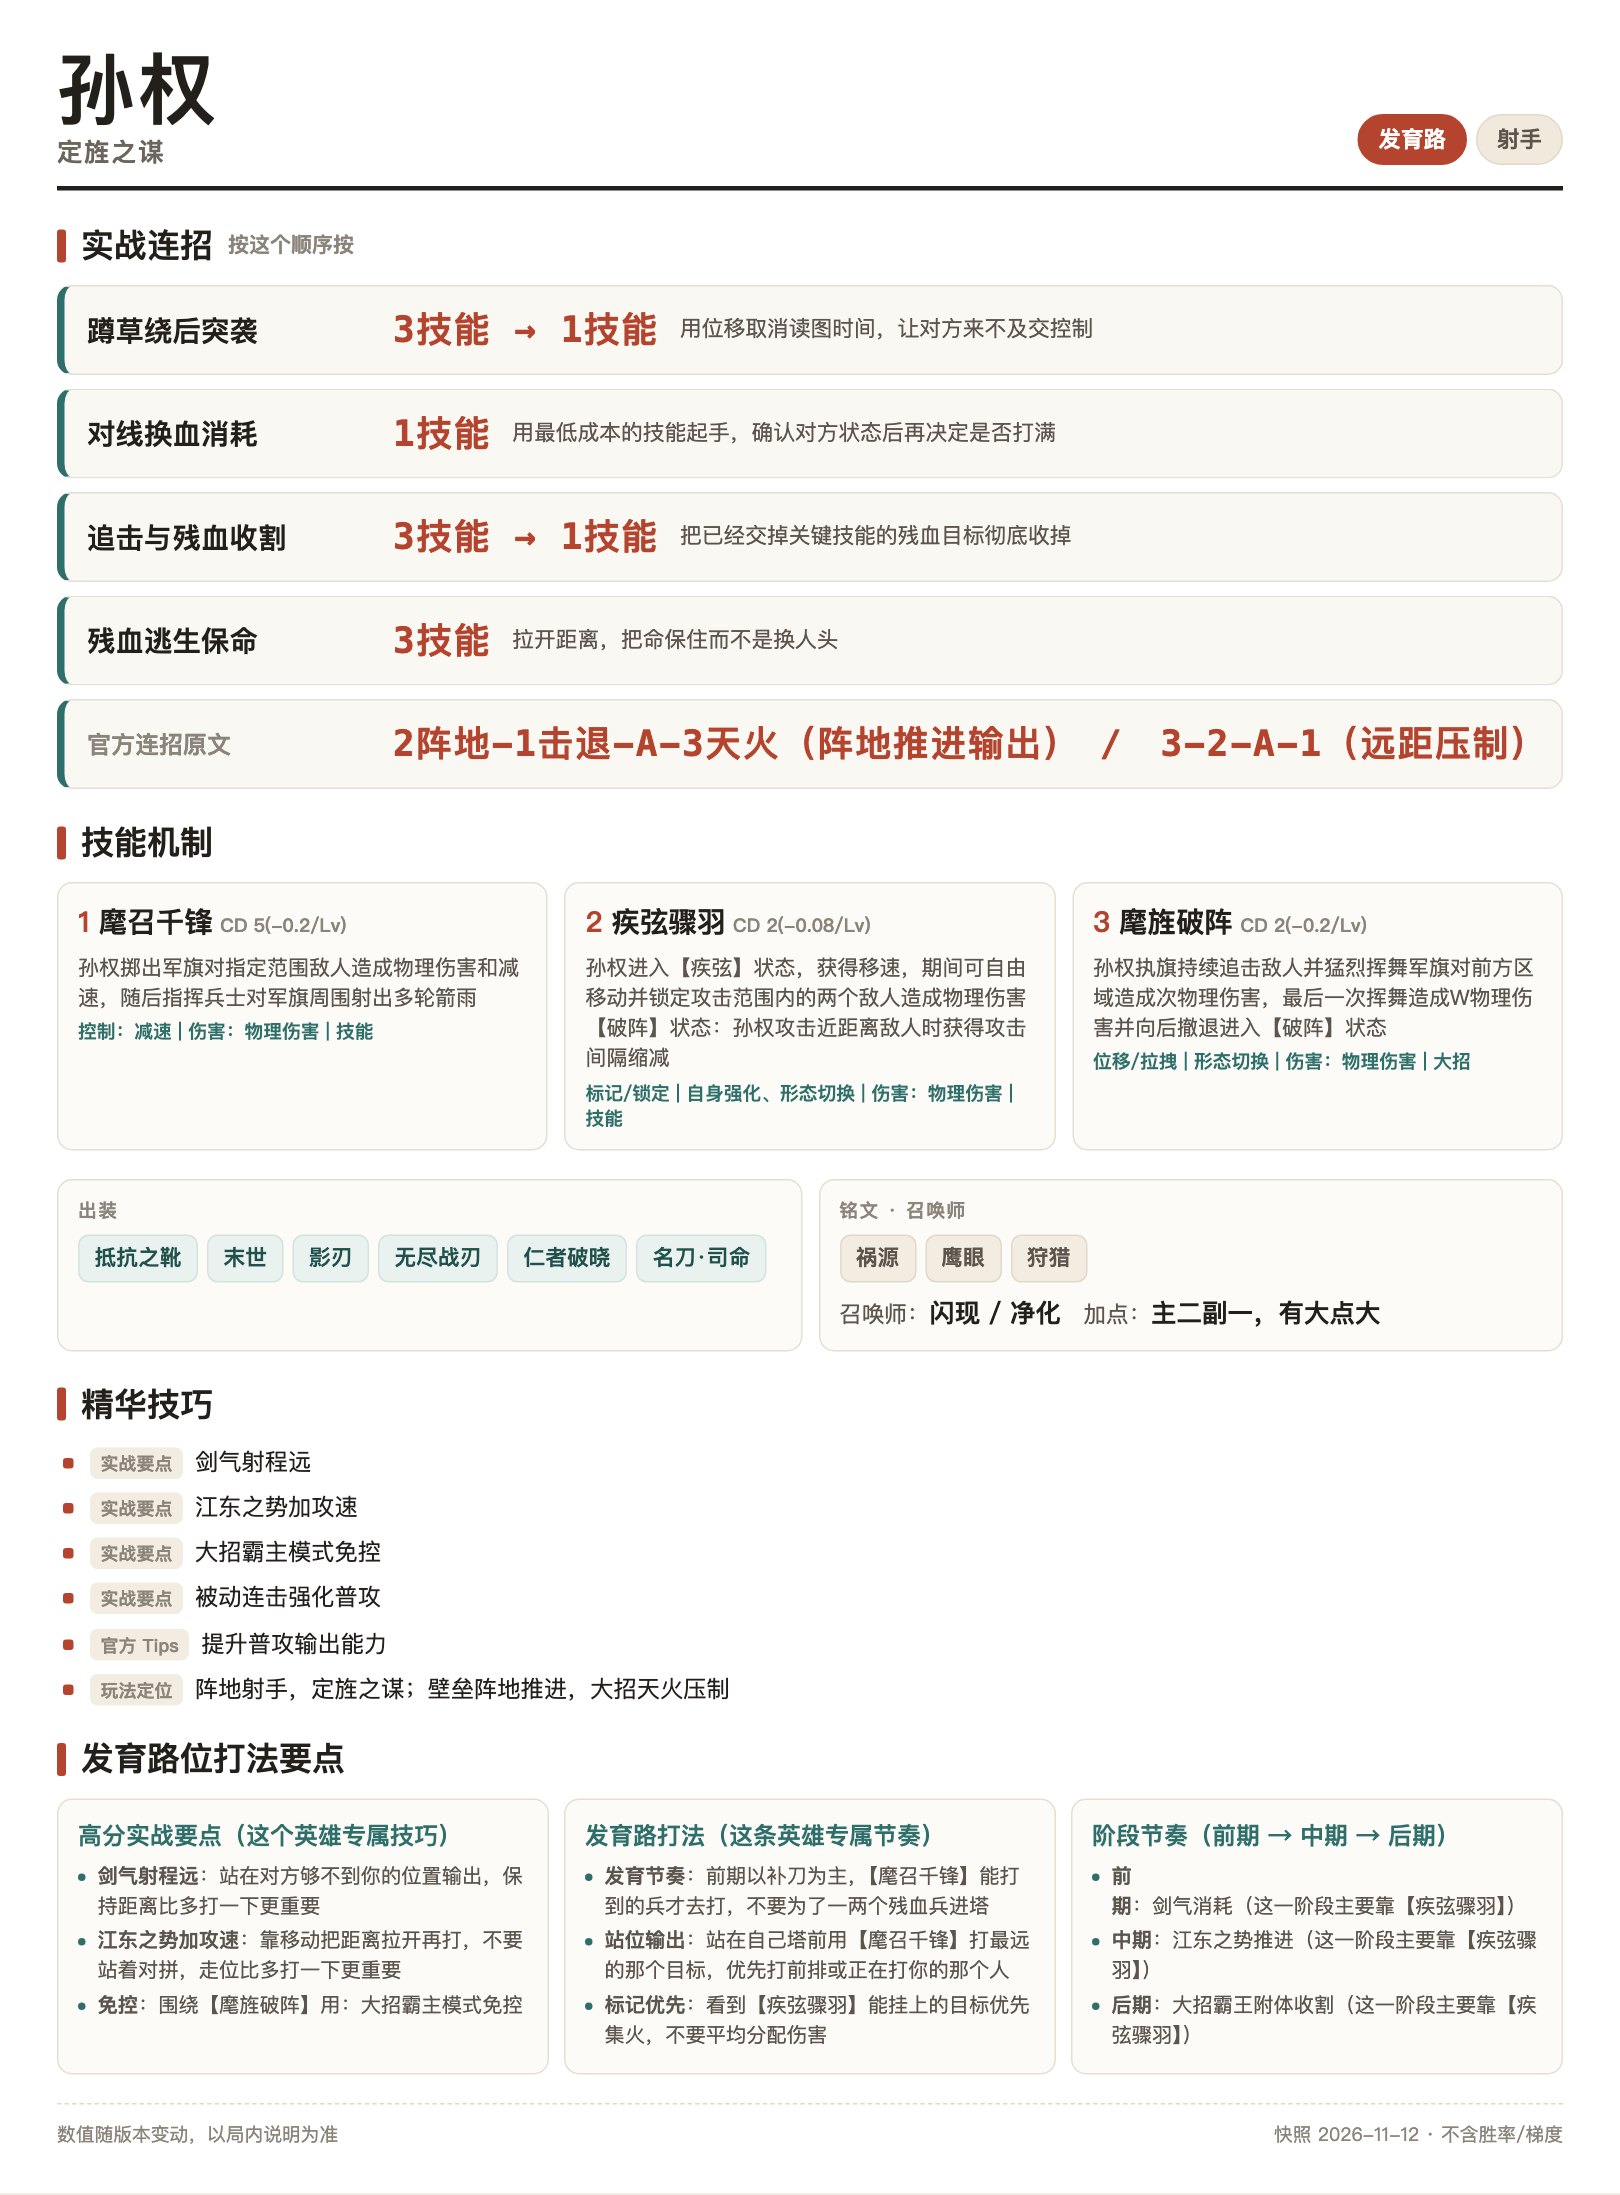 孙权
定旌之谋
发育路 射手
实战连招 按这个顺序按
蹲草绕后突袭 3技能 → 1技能 用位移取消读图时间，让对方来不及交控制
对线换血消耗 1技能 用最低成本的技能起手，确认对方状态后再决定是否打满
追击与残血收割 3技能 → 1技能 把已经交掉关键技能的残血目标彻底收掉
残血逃生保命 3技能 拉开距离，把命保住而不是换人头
官方连招原文 2阵地-1击退-A-3天火（阵地推进输出） / 3-2-A-1（远距压制）
技能机制
1 麾召千锋 CD 5(-0.2/Lv)
孙权掷出军旗对指定范围敌人造成物理伤害和减
速，随后指挥兵士对军旗周围射出多轮箭雨
控制：减速 | 伤害：物理伤害 | 技能
2 疾弦骤羽 CD 2(-0.08/Lv)
孙权进入【疾弦】状态，获得移速，期间可自由
移动并锁定攻击范围内的两个敌人造成物理伤害
【破阵】状态：孙权攻击近距离敌人时获得攻击
间隔缩减
标记/锁定 | 自身强化、形态切换 | 伤害：物理伤害 |
技能
3 麾旌破阵 CD 2(-0.2/Lv)
孙权执旗持续追击敌人并猛烈挥舞军旗对前方区
域造成次物理伤害，最后一次挥舞造成W物理伤
害并向后撤退进入【破阵】状态
位移/拉拽 | 形态切换 | 伤害：物理伤害 | 大招
出装
抵抗之靴 末世 影刃 无尽战刃 仁者破晓 名刀·司命
铭文 · 召唤师
祸源 鹰眼 狩猎
召唤师：闪现 / 净化 加点：主二副一，有大点大
精华技巧
实战要点 剑气射程远
实战要点 江东之势加攻速
实战要点 大招霸主模式免控
实战要点 被动连击强化普攻
官方 Tips 提升普攻输出能力
玩法定位 阵地射手，定旌之谋；壁垒阵地推进，大招天火压制
发育路位打法要点
高分实战要点（这个英雄专属技巧）
剑气射程远：站在对方够不到你的位置输出，保
持距离比多打一下更重要
江东之势加攻速：靠移动把距离拉开再打，不要
站着对拼，走位比多打一下更重要
免控：围绕【麾旌破阵】用：大招霸主模式免控
发育路打法（这条英雄专属节奏）
发育节奏：前期以补刀为主，【麾召千锋】能打
到的兵才去打，不要为了一两个残血兵进塔
站位输出：站在自己塔前用【麾召千锋】打最远
的那个目标，优先打前排或正在打你的那个人
标记优先：看到【疾弦骤羽】能挂上的目标优先
集火，不要平均分配伤害
阶段节奏（前期 → 中期 → 后期）
前
期：剑气消耗（这一阶段主要靠【疾弦骤羽】）
中期：江东之势推进（这一阶段主要靠【疾弦骤
羽】）
后期：大招霸王附体收割（这一阶段主要靠【疾
弦骤羽】）
数值随版本变动，以局内说明为准
快照 2026-11-12 · 不含胜率/梯度